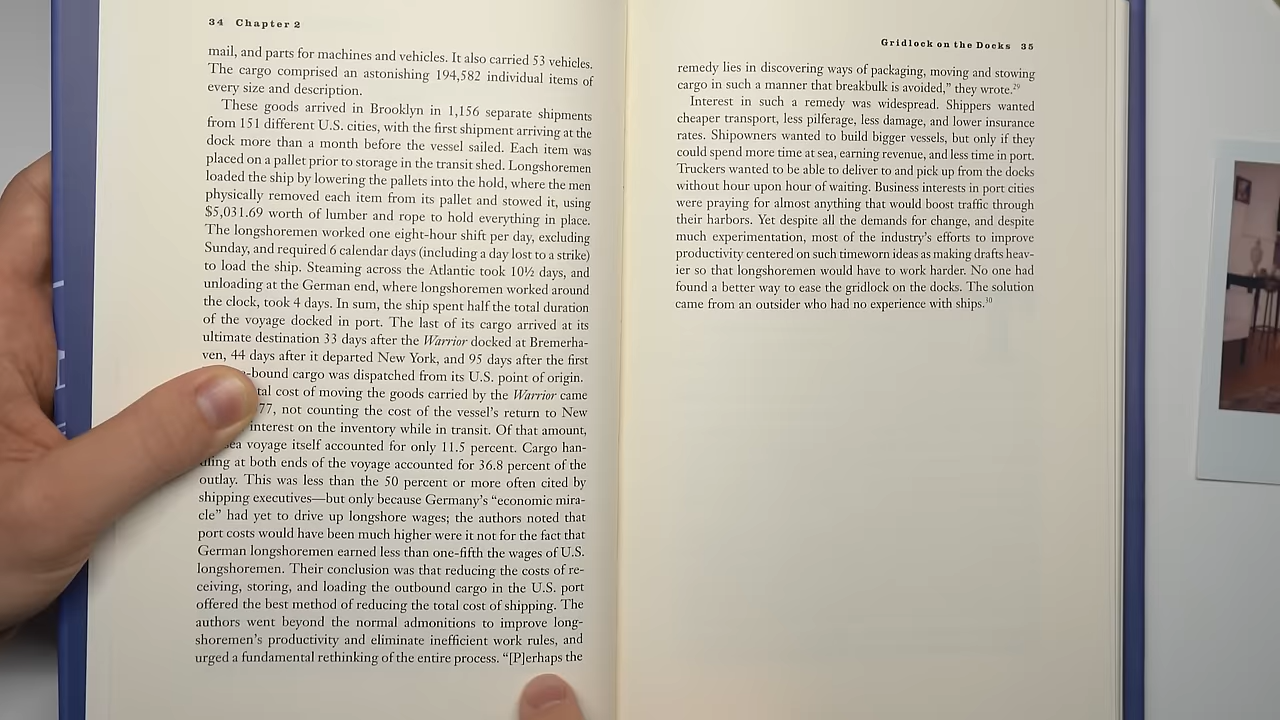 34 Chapter 2
mail, and parts for machines and vehicles. It also carried 53 vehicles.
The cargo comprised an astonishing 194,582 individual items of
every size and description.
These goods arrived in Brooklyn in 1,156 separate shipments
from 151 different U.S. cities, with the first shipment arriving at the
dock more than a month before the vessel sailed. Each item was
placed on a pallet prior to storage in the transit shed. Longshoremen
loaded the ship by lowering the pallets into the hold, where the men
physically removed each item from its pallet and stowed it, using
$5,031.69 worth of lumber and rope to hold everything in place.
The longshoremen worked one eight-hour shift per day, excluding
Sunday, and required 6 calendar days (including a day lost to a strike)
to load the ship. Steaming across the Atlantic took 10½ days, and
unloading at the German end, where longshoremen worked around
the clock, took 4 days. In sum, the ship spent half the total duration
of the voyage docked in port. The last of its cargo arrived at its
ultimate destination 33 days after the Warrior docked at Bremerha-
ven, 44 days after it departed New York, and 95 days after the first
-bound cargo was dispatched from its U.S. point of origin.
tal cost of moving the goods carried by the Warrior came
77, not counting the cost of the vessel's return to New
interest on the inventory while in transit. Of that amount,
voyage itself accounted for only 11.5 percent. Cargo han-
dling at both ends of the voyage accounted for 36.8 percent of the
outlay. This was less than the 50 percent or more often cited by
shipping executives—but only because Germany's "economic mira-
cle" had yet to drive up longshore wages; the authors noted that
port costs would have been much higher were it not for the fact that
German longshoremen earned less than one-fifth the wages of U.S.
longshoremen. Their conclusion was that reducing the costs of re-
ceiving, storing, and loading the outbound cargo in the U.S. port
offered the best method of reducing the total cost of shipping. The
authors went beyond the normal admonitions to improve long-
shoremen's productivity and eliminate inefficient work rules, and
urged a fundamental rethinking of the entire process. "[P]erhaps the
Gridlock on the Docks 35
remedy lies in discovering ways of packaging, moving and stowing
cargo in such a manner that breakbulk is avoided," they wrote.29
Interest in such a remedy was widespread. Shippers wanted
cheaper transport, less pilferage, less damage, and lower insurance
rates. Shipowners wanted to build bigger vessels, but only if they
could spend more time at sea, earning revenue, and less time in port.
Truckers wanted to be able to deliver to and pick up from the docks
without hour upon hour of waiting. Business interests in port cities
were praying for almost anything that would boost traffic through
their harbors. Yet despite all the demands for change, and despite
much experimentation, most of the industry's efforts to improve
productivity centered on such timeworn ideas as making drafts heav-
ier so that longshoremen would have to work harder. No one had
found a better way to ease the gridlock on the docks. The solution
came from an outsider who had no experience with ships.30